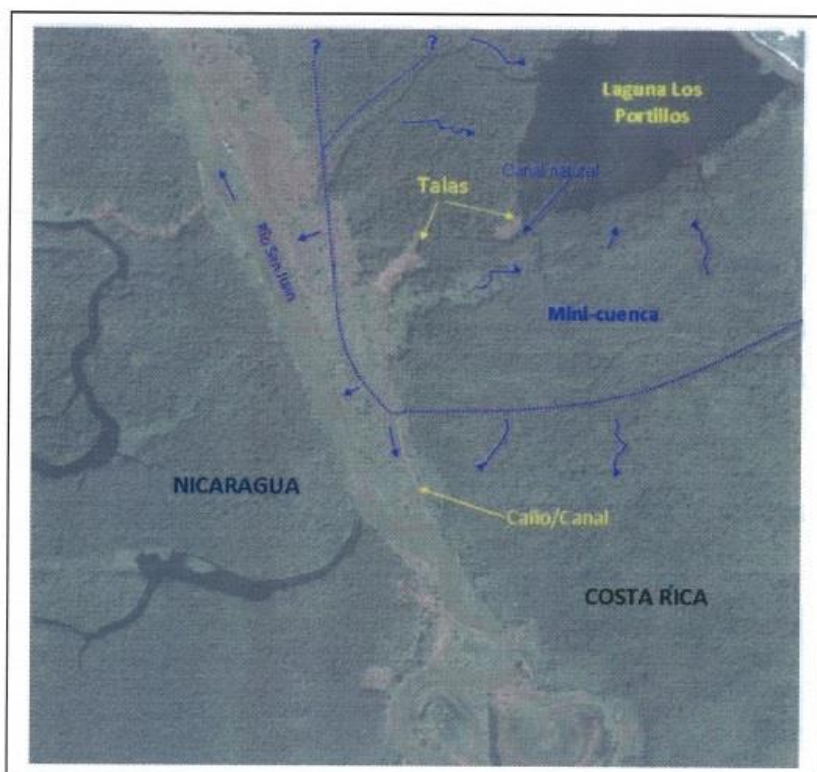 ? ?
Laguna Los
Portillos
Talas
Canal natural
Río San Juan
Mini-cuenca
NICARAGUA
Caño/Canal
COSTA RICA